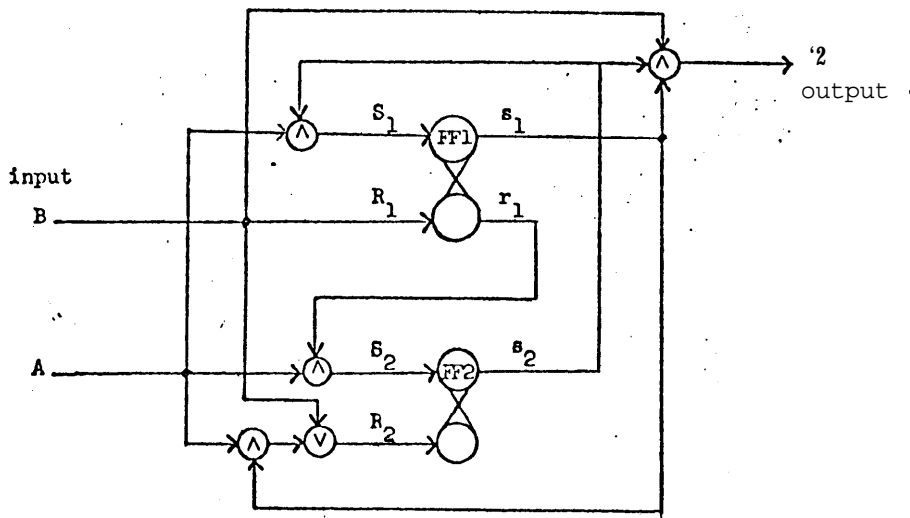 '2
output
∧
∧
S1
FF1
s1
input
R1
r1
B
S2
s2
A
∧
FF2
∧
∨
R2